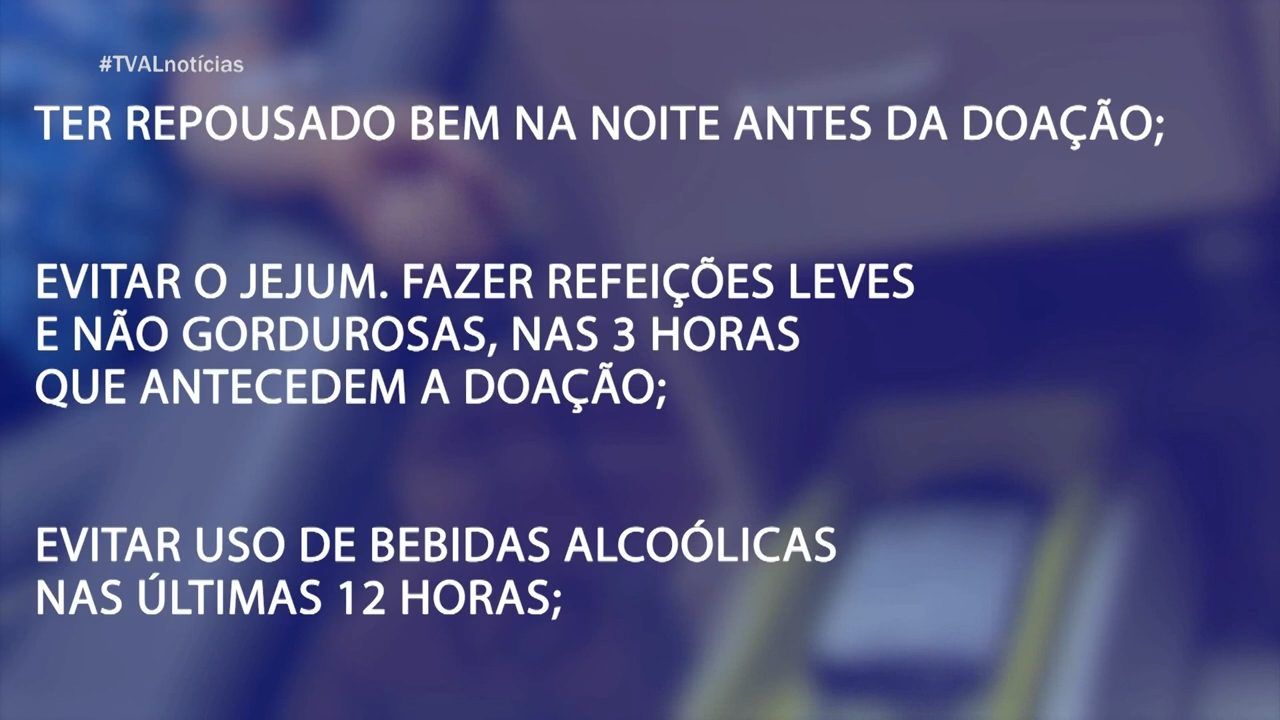 #TVALnotícias
TER REPOUSADO BEM NA NOITE ANTES DA DOAÇÃO;
EVITAR O JEJUM. FAZER REFEIÇÕES LEVES
E NÃO GORDUROSAS, NAS 3 HORAS
QUE ANTECEDEM A DOAÇÃO;
EVITAR USO DE BEBIDAS ALCOÓLICAS
NAS ÚLTIMAS 12 HORAS;